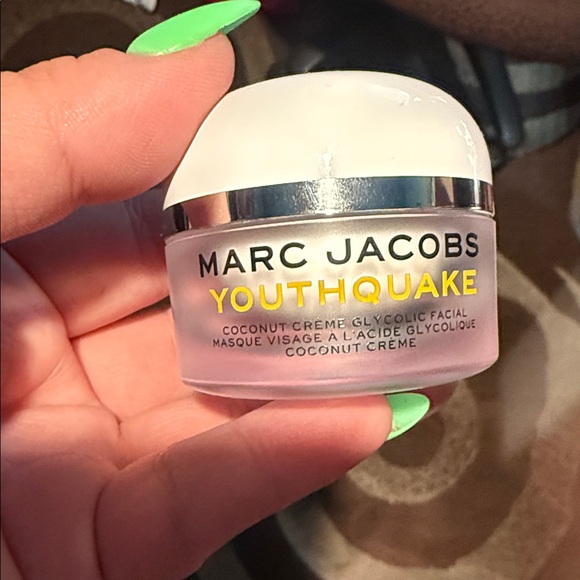 MARC JACOBS
YOUTHQUAKE
COCONUT CRÈME GLYCOLIC FACIAL
MASQUE VISAGE À L'ACIDE GLYCOLIQUE
COCONUT CRÈME